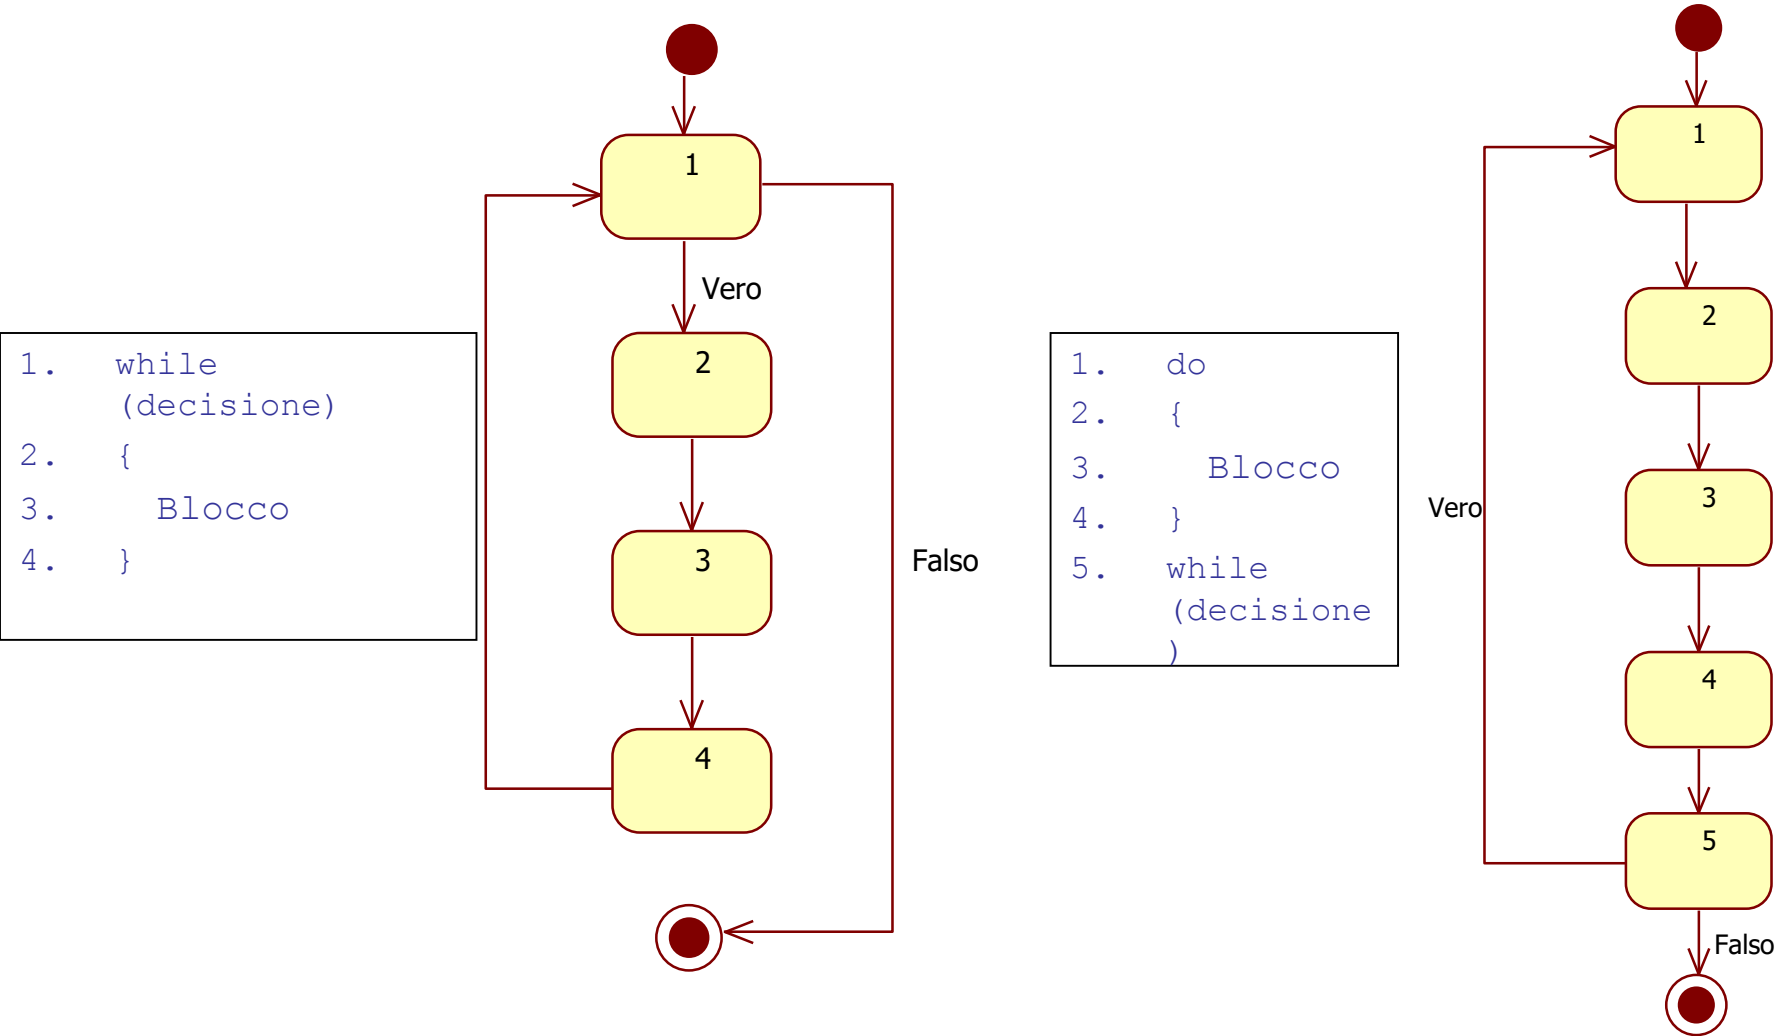 1. while
(decisione)
2. {
3. Blocco
4. }
1
Vero
2
3
4
Falso
1. do
2. {
3. Blocco
4. }
5. while
(decisione
)
1
2
3
4
5
Vero
Falso